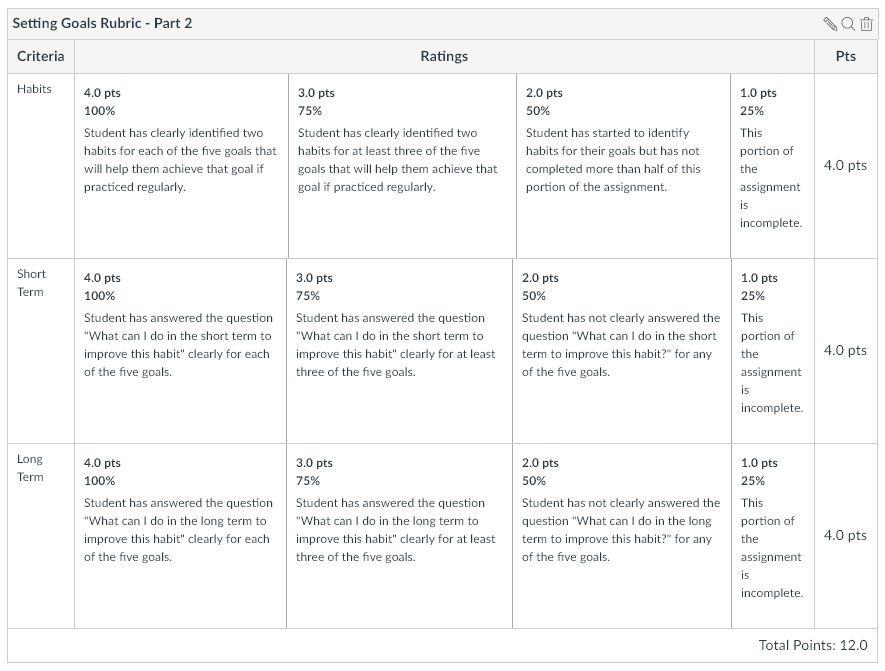 Setting Goals Rubric - Part 2
Criteria
Ratings
Pts
Habits
4.0 pts
100%
Student has clearly identified two
habits for each of the five goals that
will help them achieve that goal if
practiced regularly.
3.0 pts
75%
Student has clearly identified two
habits for at least three of the five
goals that will help them achieve that
goal if practiced regularly.
2.0 pts
50%
Student has started to identify
habits for their goals but has not
completed more than half of this
portion of the assignment.
1.0 pts
25%
This
portion of
the
assignment
is
incomplete.
4.0 pts
Short
Term
4.0 pts
100%
Student has answered the question
"What can I do in the short term to
improve this habit" clearly for each
of the five goals.
3.0 pts
75%
Student has answered the question
"What can I do in the short term to
improve this habit" clearly for at least
three of the five goals.
2.0 pts
50%
Student has not clearly answered the
question "What can I do in the short
term to improve this habit?" for any
of the five goals.
1.0 pts
25%
This
portion of
the
assignment
is
incomplete.
4.0 pts
Long
Term
4.0 pts
100%
Student has answered the question
"What can I do in the long term to
improve this habit" clearly for each
of the five goals.
3.0 pts
75%
Student has answered the question
"What can I do in the long term to
improve this habit" clearly for at least
three of the five goals.
2.0 pts
50%
Student has not clearly answered the
question "What can I do in the long
term to improve this habit?" for any
of the five goals.
1.0 pts
25%
This
portion of
the
assignment
is
incomplete.
4.0 pts
Total Points: 12.0